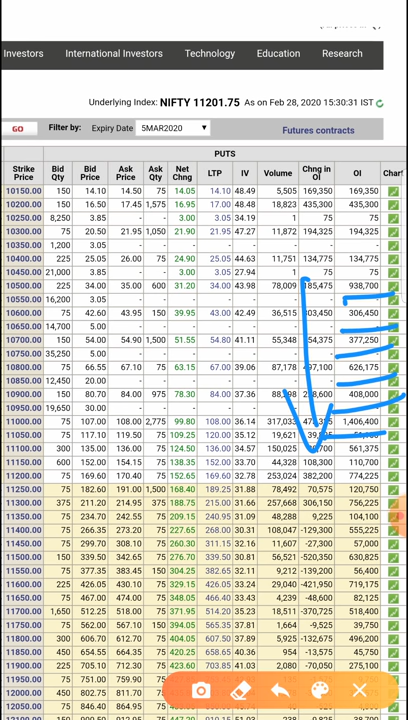 Investors International Investors Technology Education Research
Underlying Index: NIFTY 11201.75 As on Feb 28, 2020 15:30:31 IST
GO Filter by: Expiry Date 5MAR2020 Futures contracts
PUTS
Strike Price Bid Qty Bid Price Ask Price Ask Qty Net Chng LTP IV Volume Chng in OI OI Chart
10150.00 150 14.10 14.50 75 14.05 14.10 48.49 5,505 169,350 169,350
10200.00 150 16.50 17.45 1,575 16.95 17.00 48.48 18,823 435,300 435,300
10250.00 8,250 3.85 - - 3.00 3.05 34.19 1 75 75
10300.00 75 20.50 21.95 1,050 21.90 21.95 47.27 11,872 194,325 194,325
10350.00 1,200 3.05 - - - - - - - -
10400.00 225 25.05 26.00 75 24.90 25.05 44.63 11,751 134,775 134,775
10450.00 21,000 3.05 - - 3.00 3.05 27.94 1 75 75
10500.00 225 34.00 35.00 600 31.20 34.00 43.98 78,009 185,475 938,700
10550.00 16,200 3.05 - - - - - - -
10600.00 75 42.60 43.95 150 39.95 43.00 42.49 36,515 303,450 306,450
10650.00 14,700 5.00 - - - - - -
10700.00 150 54.00 54.90 1,500 51.55 54.80 41.11 55,348 377,250
10750.00 35,250 5.00 - - - - - -
10800.00 75 66.55 67.10 75 63.15 67.00 39.06 87,178 497,100 626,175
10850.00 12,450 20.00 - - - - - -
10900.00 150 80.70 84.00 975 78.30 84.00 37.36 408,000
10950.00 19,650 30.00 - - - - - -
11000.00 75 107.00 108.00 2,775 99.80 108.00 36.14 1,406,400
11050.00 75 117.10 119.50 75 109.25 120.00 35.12 19,621
11100.00 300 135.00 136.00 75 124.50 136.00 34.57 150,025 561,375
11150.00 600 152.00 154.15 75 138.35 152.00 33.70 44,328 108,300 110,700
11200.00 75 169.60 170.40 75 152.65 169.60 32.78 253,024 382,200 774,225
11250.00 75 182.60 191.00 1,500 168.40 189.25 31.88 78,492 70,575 120,750
11300.00 375 211.20 214.95 375 188.75 215.00 31.66 257,668 306,150 756,225
11350.00 75 234.70 242.55 75 209.15 240.95 31.09 48,288 9,225 104,100
11400.00 75 266.35 273.20 75 227.65 268.00 30.31 108,047 -129,300 555,225
11450.00 75 299.70 308.10 75 260.30 311.15 32.16 11,607 -27,300 57,000
11500.00 150 339.50 342.65 75 276.70 339.50 30.81 56,521 -520,350 630,825
11550.00 75 377.35 383.45 150 304.25 382.65 32.11 9,212 -139,200 56,400
11600.00 225 426.05 430.10 75 329.15 426.05 33.24 29,040 -421,950 719,175
11650.00 75 467.00 474.00 75 348.05 466.40 33.43 4,239 -48,600 82,125
11700.00 1,650 512.25 518.00 75 371.95 514.20 35.23 18,511 -370,725 518,400
11750.00 75 562.00 567.10 150 394.05 565.35 37.81 1,664 -9,525 39,750
11800.00 300 606.70 612.70 75 404.05 607.50 37.89 5,925 -132,675 496,200
11850.00 450 654.55 664.35 75 422.25 656.70 40.34 954 -13,575 45,750
11900.00 225 705.10 712.30 75 423.60 703.85 41.03 2,080 -70,050 275,100
11950.00 75 751.00 759.90
12000.00 450 802.75 811.70
12050.00 75 846.40 864.95